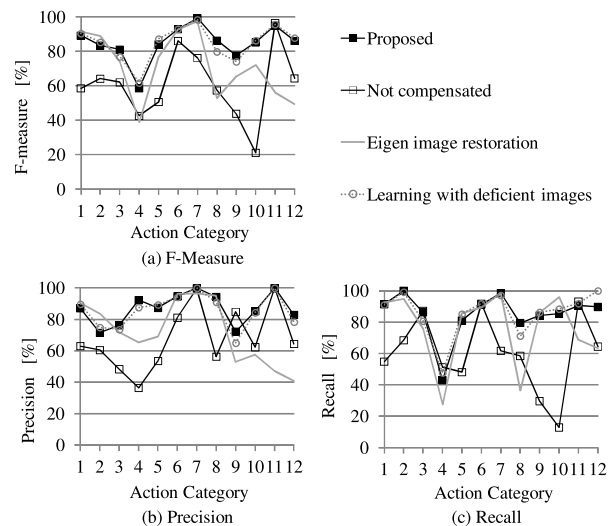 F-measure [%]
100
80
60
40
20
0
1 2 3 4 5 6 7 8 9 10 11 12
Action Category
(a) F-Measure
Proposed
Not compensated
Eigen image restoration
Learning with deficient images
Precision [%]
100
80
60
40
20
0
1 2 3 4 5 6 7 8 9 10 11 12
Action Category
(b) Precision
Recall [%]
100
80
60
40
20
0
1 2 3 4 5 6 7 8 9 10 11 12
Action Category
(c) Recall